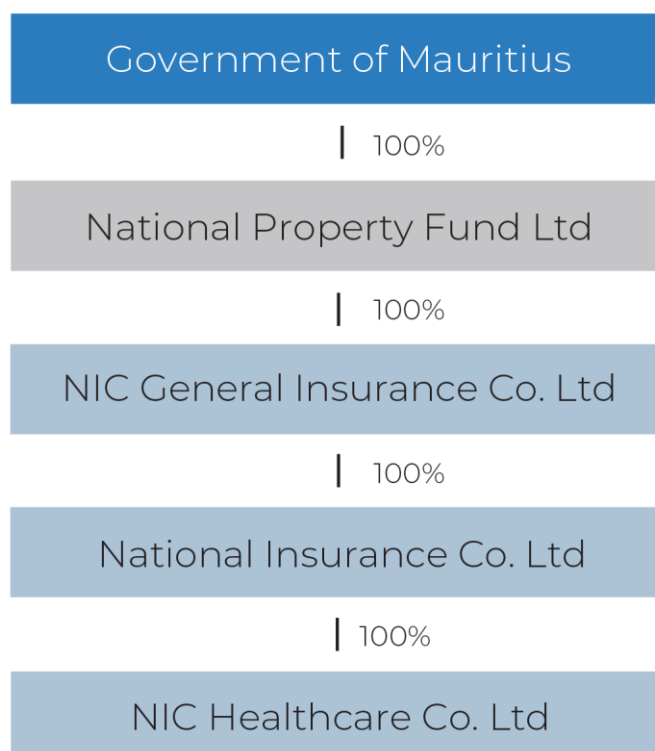 Government of Mauritius
100%
National Property Fund Ltd
100%
NIC General Insurance Co. Ltd
100%
National Insurance Co. Ltd
100%
NIC Healthcare Co. Ltd